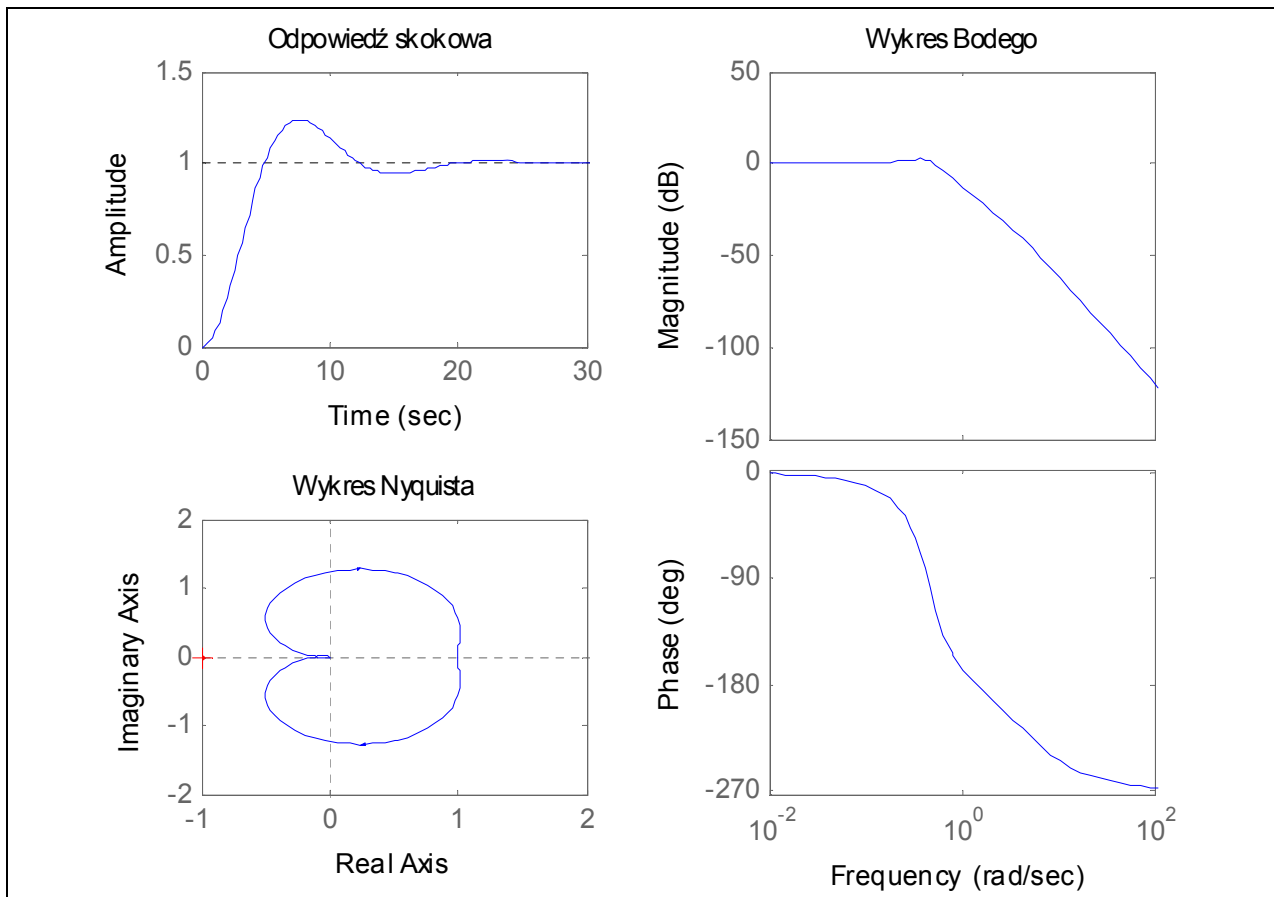 Odpowiedź skokowa
1.5
1
0.5
0
Amplitude
0 10 20 30
Time (sec)
Wykres Bodego
50
0
-50
-100
-150
Magnitude (dB)
Wykres Nyquista
2
1
0
-1
-2
Imaginary Axis
-1 0 1 2
Real Axis
0
-90
-180
-270
Phase (deg)
10^-2 10^0 10^2
Frequency (rad/sec)